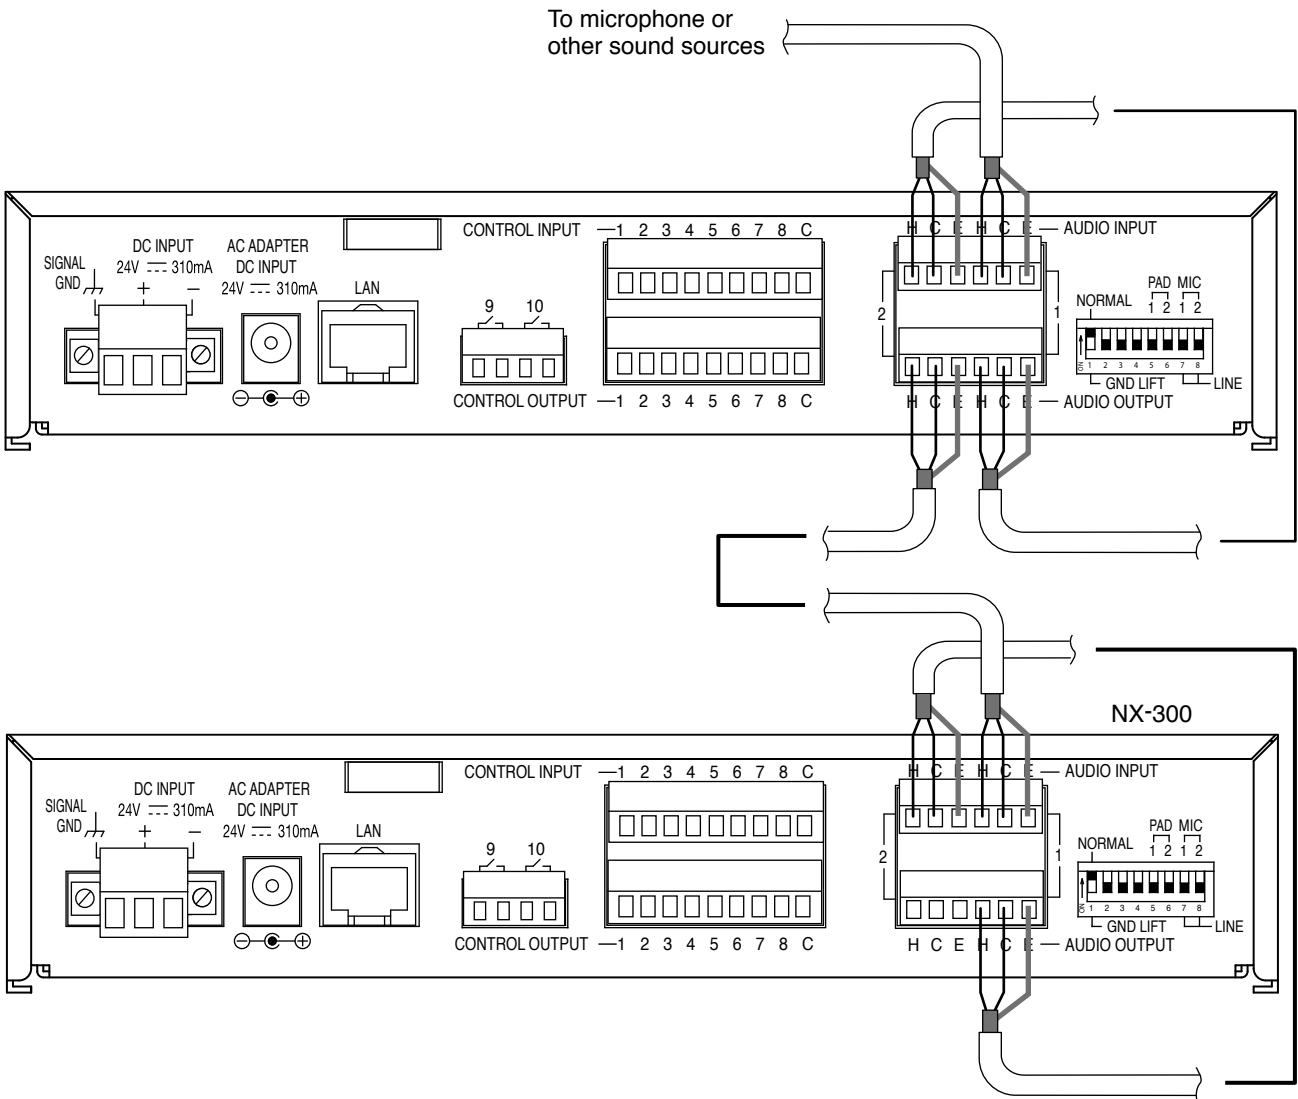 To microphone or
other sound sources
CONTROL INPUT — 1 2 3 4 5 6 7 8 C
H C E H C E — AUDIO INPUT
DC INPUT
24V ⎓ 310mA
AC ADAPTER
DC INPUT
24V ⎓ 310mA
SIGNAL
GND
+ −
LAN
9 10
2
1
NORMAL
PAD MIC
1 2 1 2
ON
1 2 3 4 5 6 7 8
GND LIFT
LINE
CONTROL OUTPUT — 1 2 3 4 5 6 7 8 C
H C E H C E — AUDIO OUTPUT
NX-300
CONTROL INPUT — 1 2 3 4 5 6 7 8 C
H C E H C E — AUDIO INPUT
DC INPUT
24V ⎓ 310mA
AC ADAPTER
DC INPUT
24V ⎓ 310mA
SIGNAL
GND
+ −
LAN
9 10
2
1
NORMAL
PAD MIC
1 2 1 2
ON
1 2 3 4 5 6 7 8
GND LIFT
LINE
CONTROL OUTPUT — 1 2 3 4 5 6 7 8 C
H C E H C E — AUDIO OUTPUT